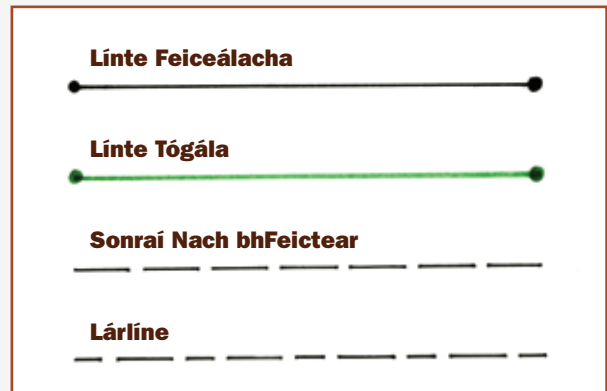 Línte Feiceálacha
Línte Tógála
Sonraí Nach bhFeictear
Lárlíne